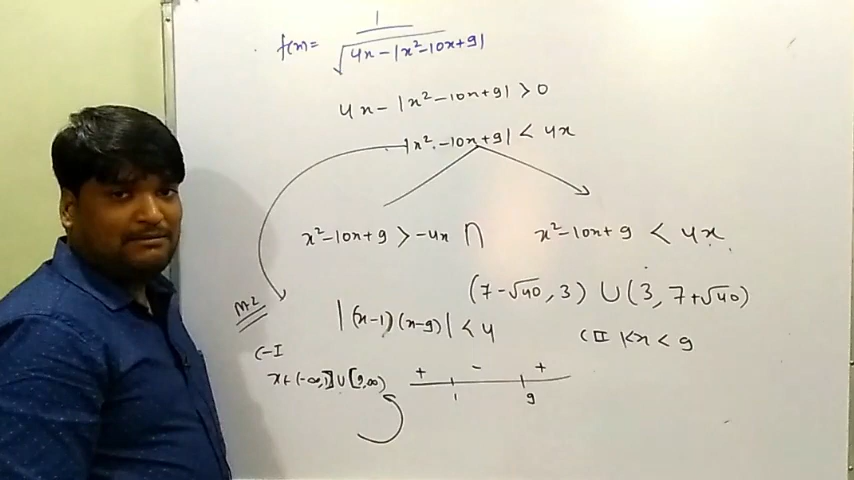 f(x) = 1/√(4x - |x² - 10x + 9|)
4x - |x² - 10x + 9| > 0
|x² - 10x + 9| < 4x
x² - 10x + 9 > -4x ∩ x² - 10x + 9 < 4x
(7 - √40, 3) ∪ (3, 7 + √40)
M-2
|(x-1)(x-9)| < 4
C-I
C II 1 < x < 9
x ∈ (-∞, 1] ∪ [9, ∞)
+ - +
1 9